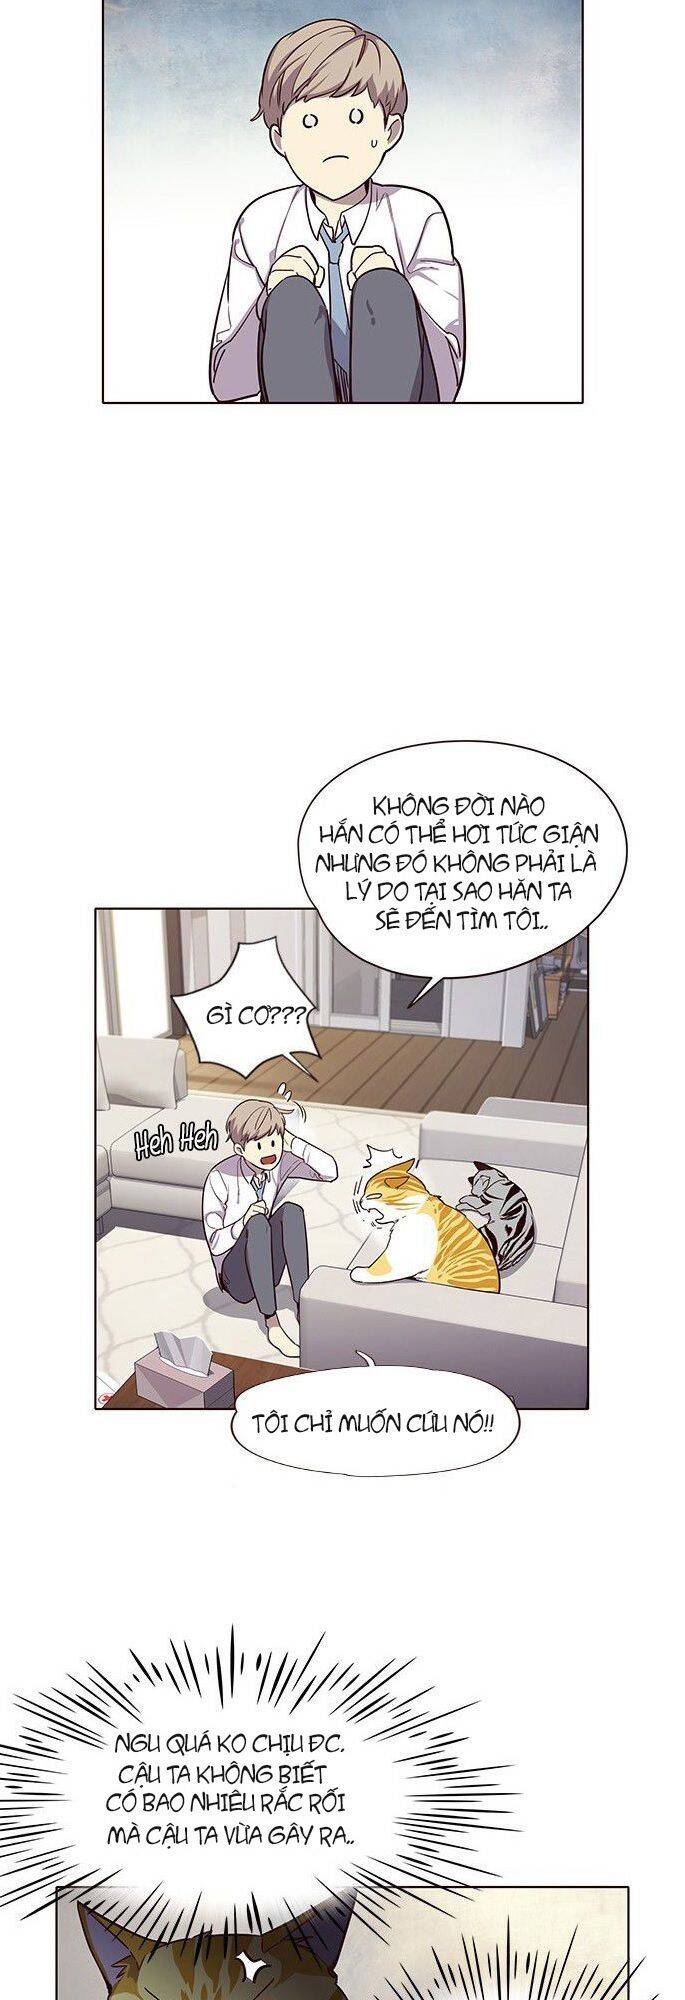 KHÔNG ĐỜI NÀO
HẮN CÓ THỂ HƠI TỨC GIẬN
NHƯNG ĐÓ KHÔNG PHẢI LÀ
LÝ DO TẠI SAO HĂN TA
SẼ ĐẾN TÌM TÔI..
GÌ CƠ???
Heh Heh
TÔI CHỈ MUỐN CỨU NÓ!!
NGU QUÁ KO CHỊU ĐC.
CẬU TA KHÔNG BIẾT
CÓ BAO NHIÊU RẮC RỐI
MÀ CẬU TA VỪA GÂY RA..